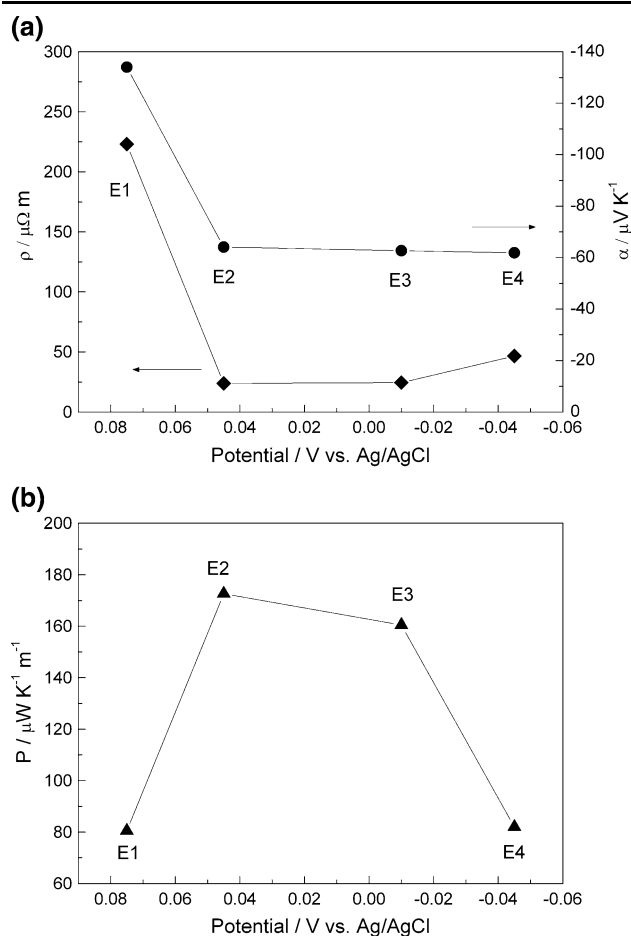 (a)
300
250
200
150
100
50
0
ρ / μΩ m
-140
-120
-100
-80
-60
-40
-20
0
α / μV K⁻¹
E1
E2
E3
E4
0.08 0.06 0.04 0.02 0.00 -0.02 -0.04 -0.06
Potential / V vs. Ag/AgCl
(b)
200
180
160
140
120
100
80
60
P / μW K⁻¹ m⁻¹
E2
E3
E1
E4
0.08 0.06 0.04 0.02 0.00 -0.02 -0.04 -0.06
Potential / V vs. Ag/AgCl